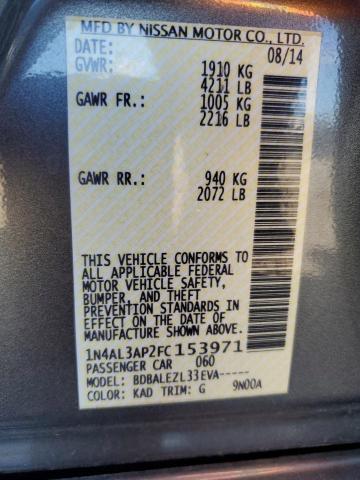 MFD BY NISSAN MOTOR CO., LTD.
DATE: 08/14
GVWR: 1910 KG
4211 LB
GAWR FR.: 1005 KG
2216 LB
GAWR RR.: 940 KG
2072 LB
THIS VEHICLE CONFORMS TO
ALL APPLICABLE FEDERAL
MOTOR VEHICLE SAFETY,
BUMPER, AND THEFT
PREVENTION STANDARDS IN
EFFECT ON THE DATE OF
MANUFACTURE SHOWN ABOVE.
1N4AL3AP2FC153971
PASSENGER CAR 060
MODEL: BDBALEZL33EVA-----
COLOR: KAD TRIM: G 9N00A